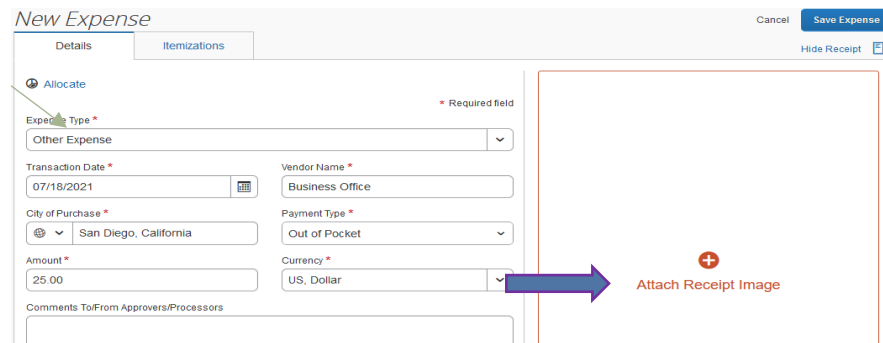 New Expense
Cancel Save Expense
Details Itemizations
Hide Receipt
Allocate
* Required field
Expense Type *
Other Expense
Transaction Date * Vendor Name *
07/18/2021 Business Office
City of Purchase * Payment Type *
San Diego, California Out of Pocket
Amount * Currency *
25.00 US, Dollar
Attach Receipt Image
Comments To/From Approvers/Processors